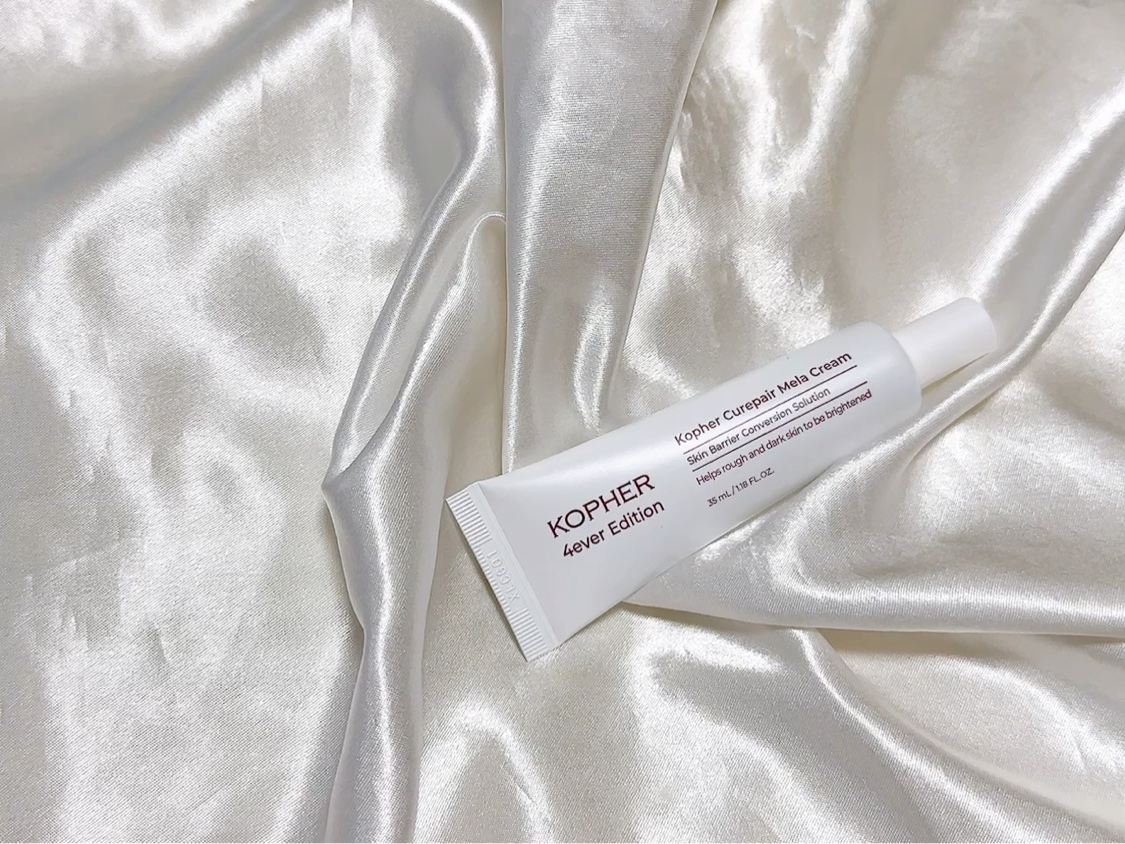 Kopher Curepair Mela Cream
Skin Barrier Conversion Solution
Helps rough and dark skin to be brightened
35 mL / 1.18 FL.OZ.
KOPHER
4ever Edition